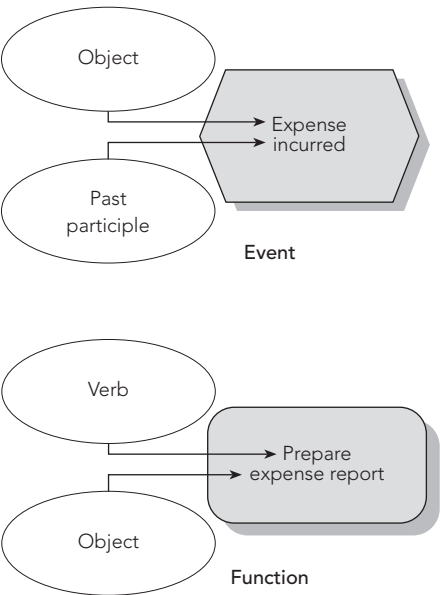 Object
Expense
incurred
Past
participle
Event
Verb
Prepare
expense report
Object
Function